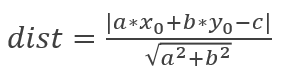 dist = |a*x₀+b*y₀−c| / √a²+b²